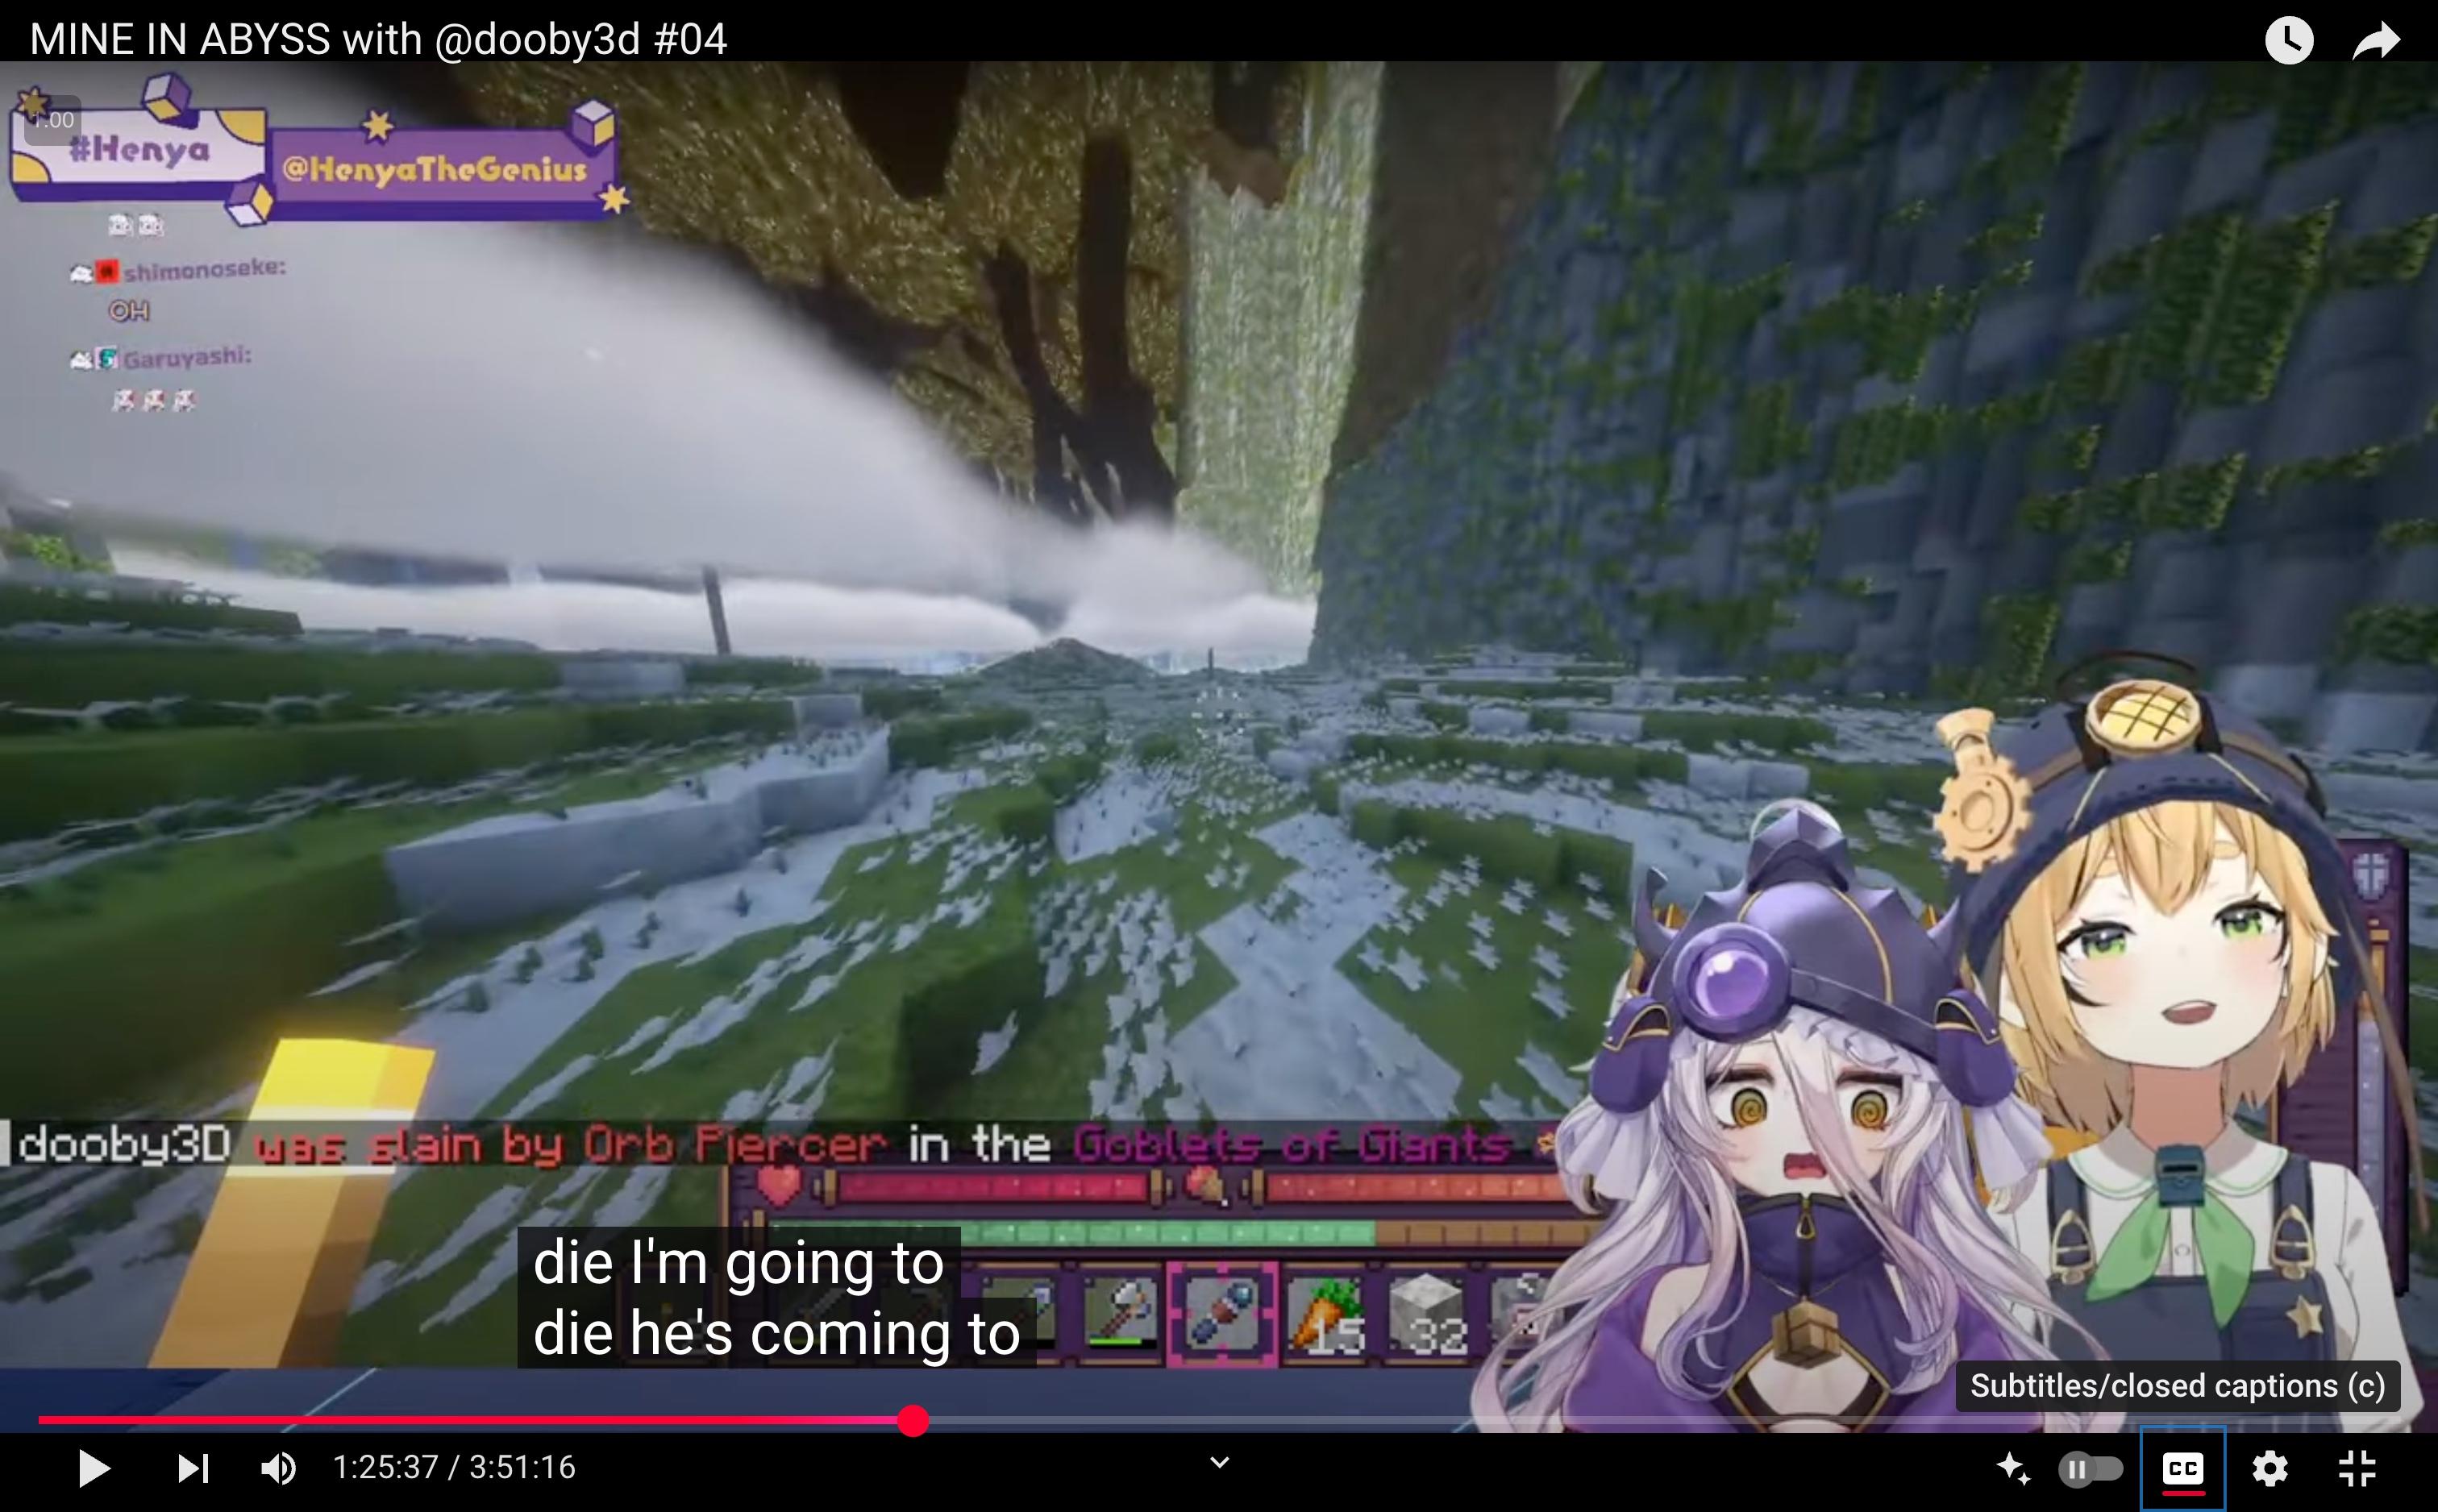 MINE IN ABYSS with @dooby3d #04
1.00
#Henya
@HenyaTheGenius
shimonoseke:
OH
Garuyashi:
dooby3D was slain by Orb Piercer in the Goblets of Giants
die I'm going to
die he's coming to
15
32
Subtitles/closed captions (c)
1:25:37 / 3:51:16
CC